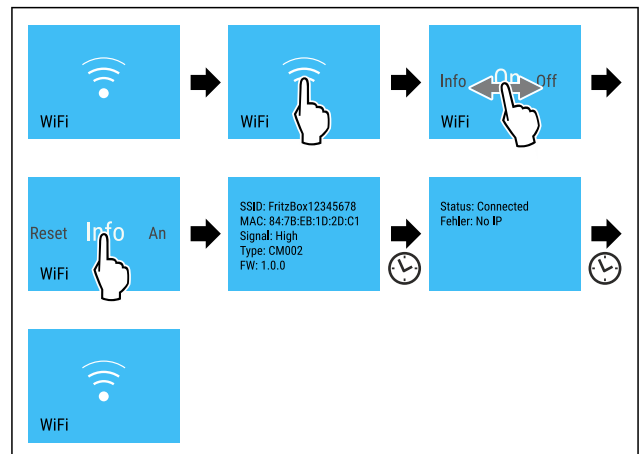 WiFi
WiFi
Info On Off
WiFi
Reset Info An
WiFi
SSID: FritzBox12345678
MAC: 84:7B:EB:1D:2D:C1
Signal: High
Type: CM002
FW: 1.0.0
Status: Connected
Fehler: No IP
WiFi